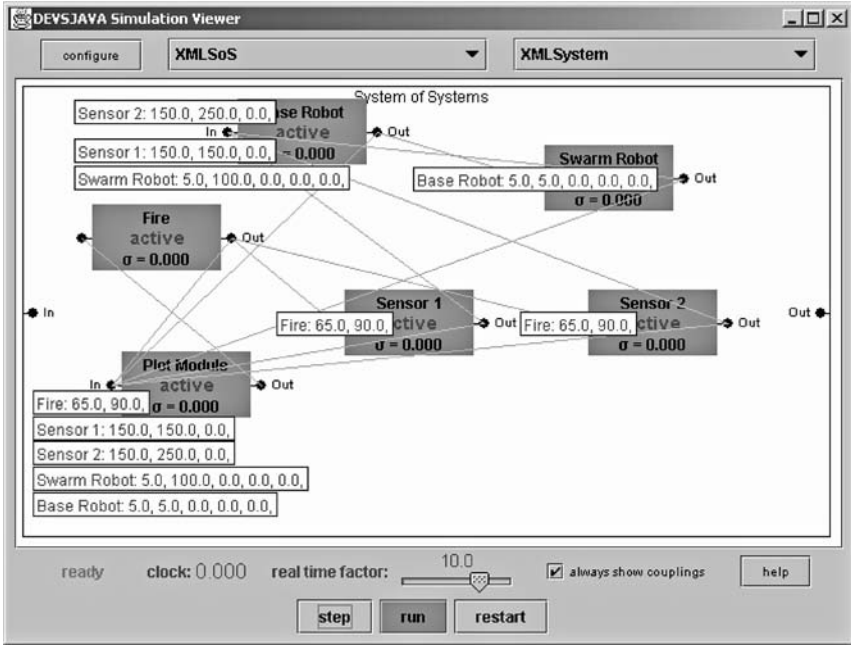 DEVSJAVA Simulation Viewer
configure XMLSoS XMLSystem
System of Systems
Sensor 2: 150.0, 250.0, 0.0,
se Robot
In active Out
Sensor 1: 150.0, 150.0, 0.0,
= 0.000
Swarm Robot: 5.0, 100.0, 0.0, 0.0, 0.0,
Swarm Robot
Base Robot: 5.0, 5.0, 0.0, 0.0, 0.0,
Out
σ = 0.000
Fire
active Out
σ = 0.000
In
Sensor 1
Fire: 65.0, 90.0,
ctive Out
σ = 0.000
Sensor 2
Fire: 65.0, 90.0,
ctive Out
σ = 0.000
Out
Plot Module
In active Out
Fire: 65.0, 90.0,
σ = 0.000
Sensor 1: 150.0, 150.0, 0.0,
Sensor 2: 150.0, 250.0, 0.0,
Swarm Robot: 5.0, 100.0, 0.0, 0.0, 0.0,
Base Robot: 5.0, 5.0, 0.0, 0.0, 0.0,
ready clock: 0.000 real time factor: 10.0 always show couplings help
step run restart